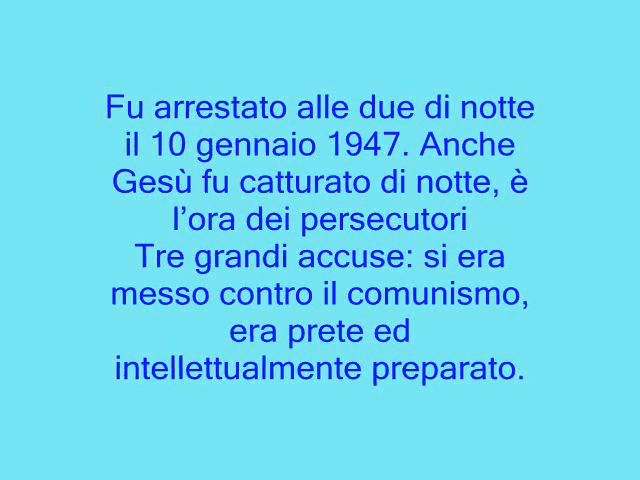 Fu arrestato alle due di notte
il 10 gennaio 1947. Anche
Gesù fu catturato di notte, è
l’ora dei persecutori
Tre grandi accuse: si era
messo contro il comunismo,
era prete ed
intellettualmente preparato.